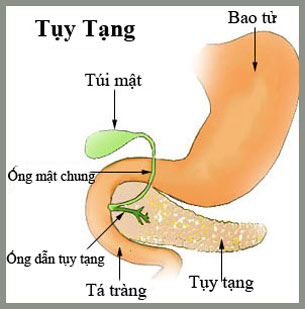 Tụy Tạng
Bao tử
Túi mật
Ống mật chung
Ống dẫn tụy tạng
Tá tràng
Tụy tạng